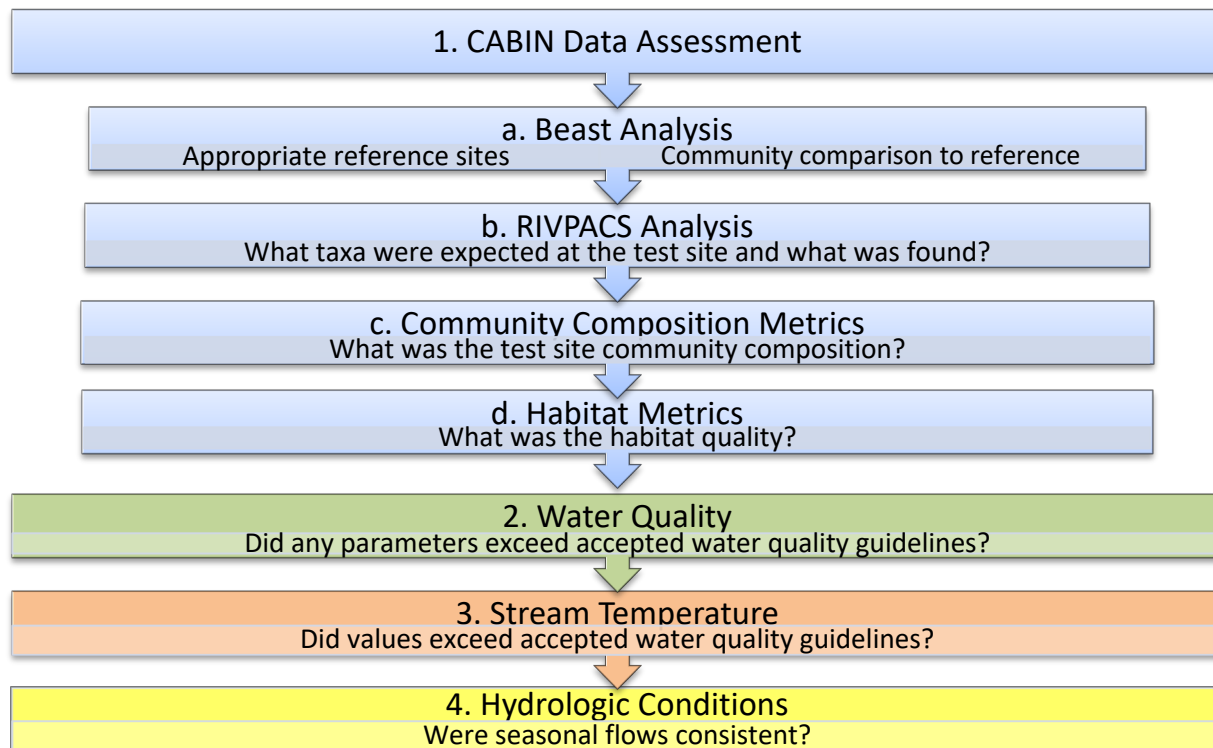 1. CABIN Data Assessment
a. Beast Analysis
Appropriate reference sites Community comparison to reference
b. RIVPACS Analysis
What taxa were expected at the test site and what was found?
c. Community Composition Metrics
What was the test site community composition?
d. Habitat Metrics
What was the habitat quality?
2. Water Quality
Did any parameters exceed accepted water quality guidelines?
3. Stream Temperature
Did values exceed accepted water quality guidelines?
4. Hydrologic Conditions
Were seasonal flows consistent?